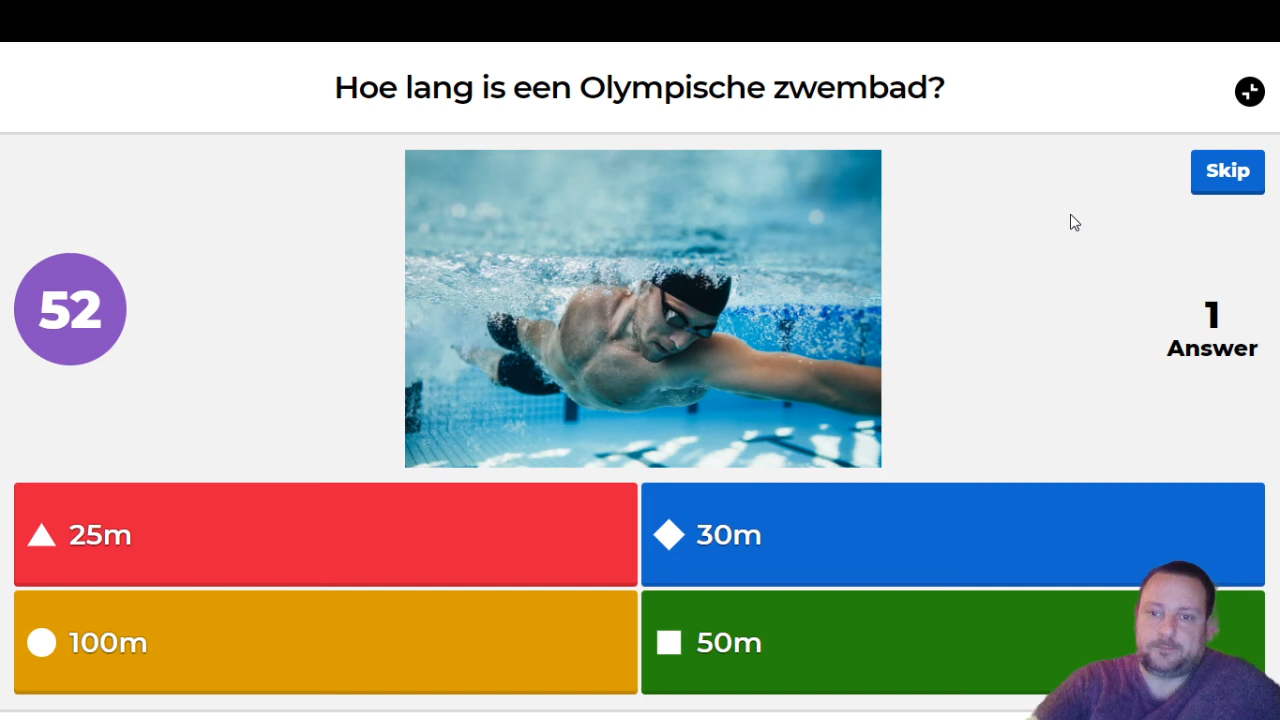 Hoe lang is een Olympische zwembad?
Skip
52
1
Answer
25m
30m
100m
50m